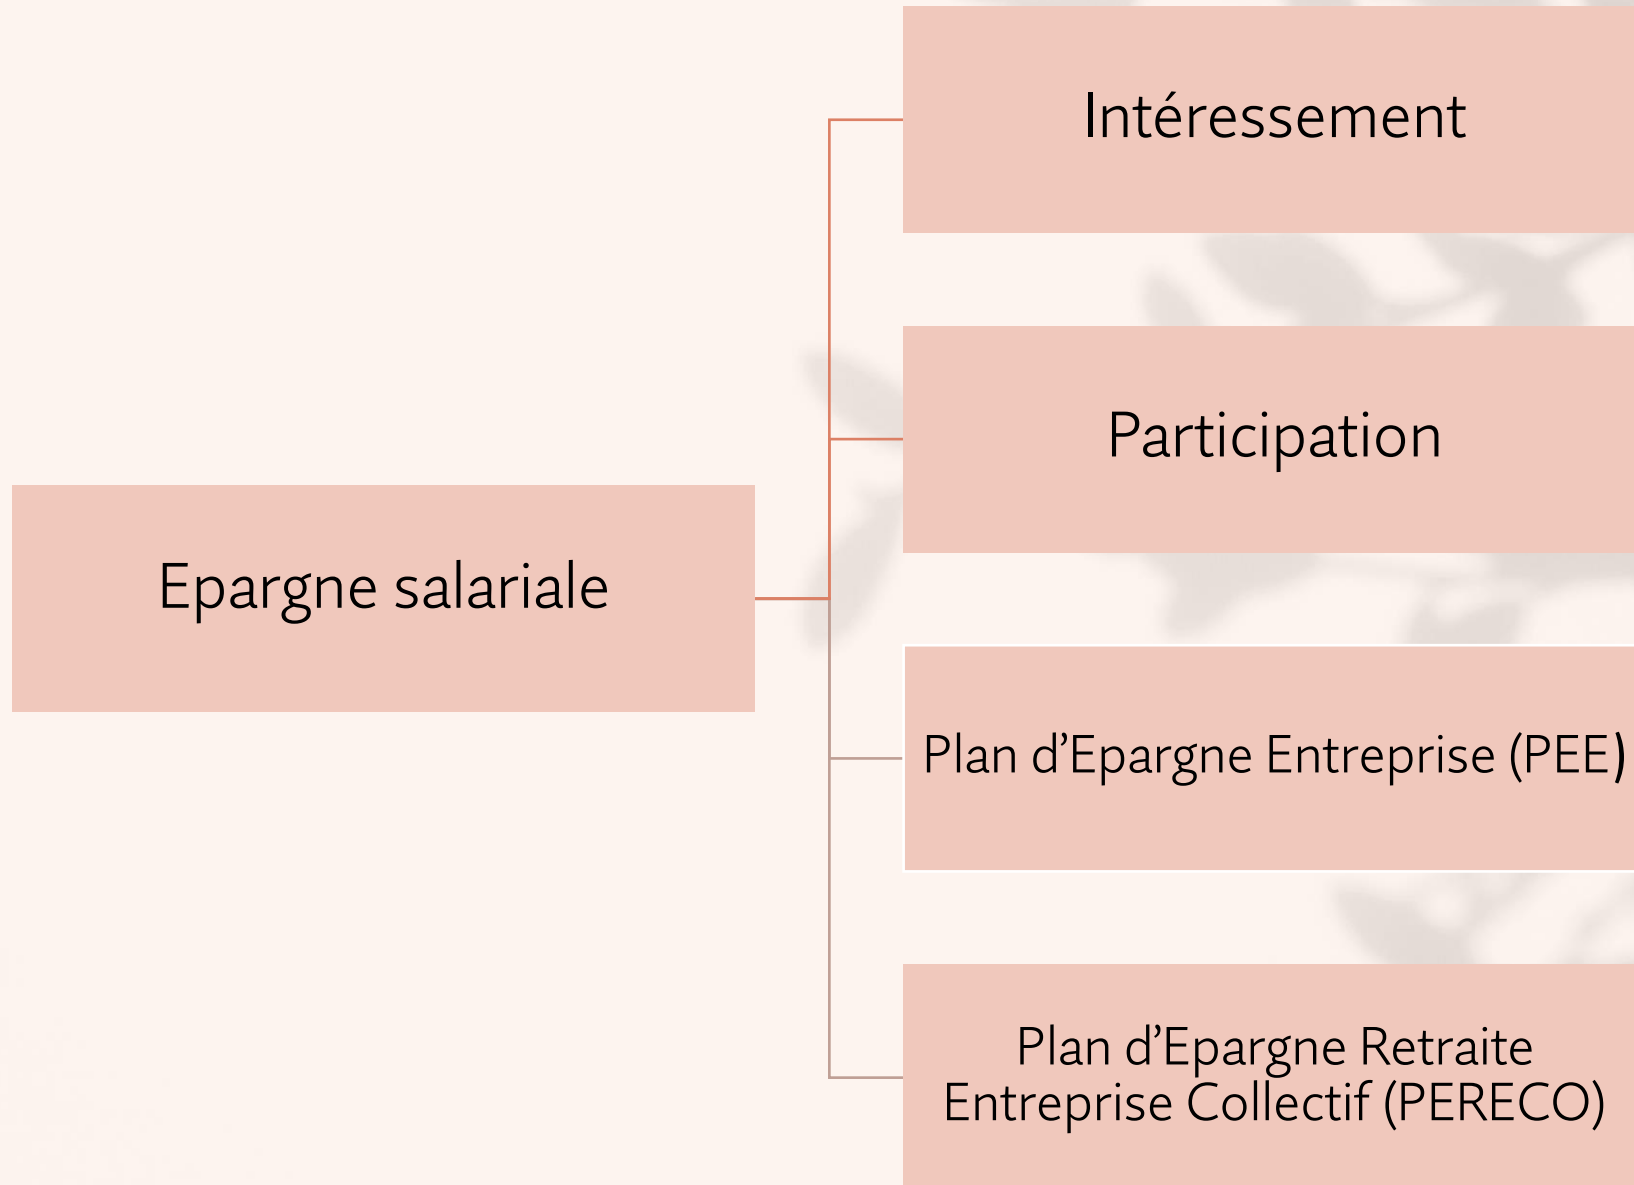 Intéressement
Participation
Epargne salariale
Plan d’Epargne Entreprise (PEE)
Plan d’Epargne Retraite
Entreprise Collectif (PERECO)